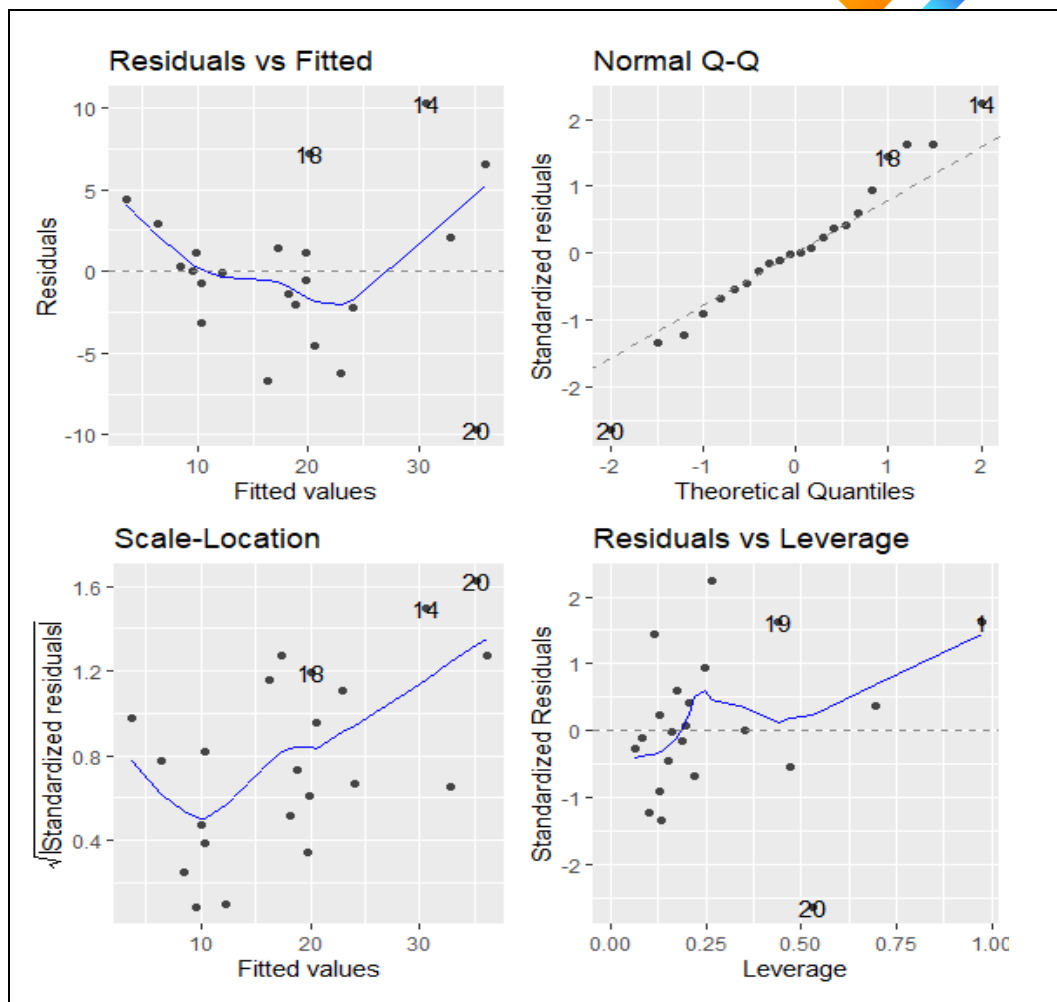 Residuals vs Fitted
10
5
0
-5
-10
Residuals
14
18
20
10 20 30
Fitted values
Normal Q-Q
2
1
0
-1
-2
Standardized residuals
14
18
20
-2 -1 0 1 2
Theoretical Quantiles
Scale-Location
1.6
1.2
0.8
0.4
√|Standardized residuals|
20
14
18
10 20 30
Fitted values
Residuals vs Leverage
2
1
0
-1
-2
Standardized Residuals
19
1
20
0.00 0.25 0.50 0.75 1.00
Leverage